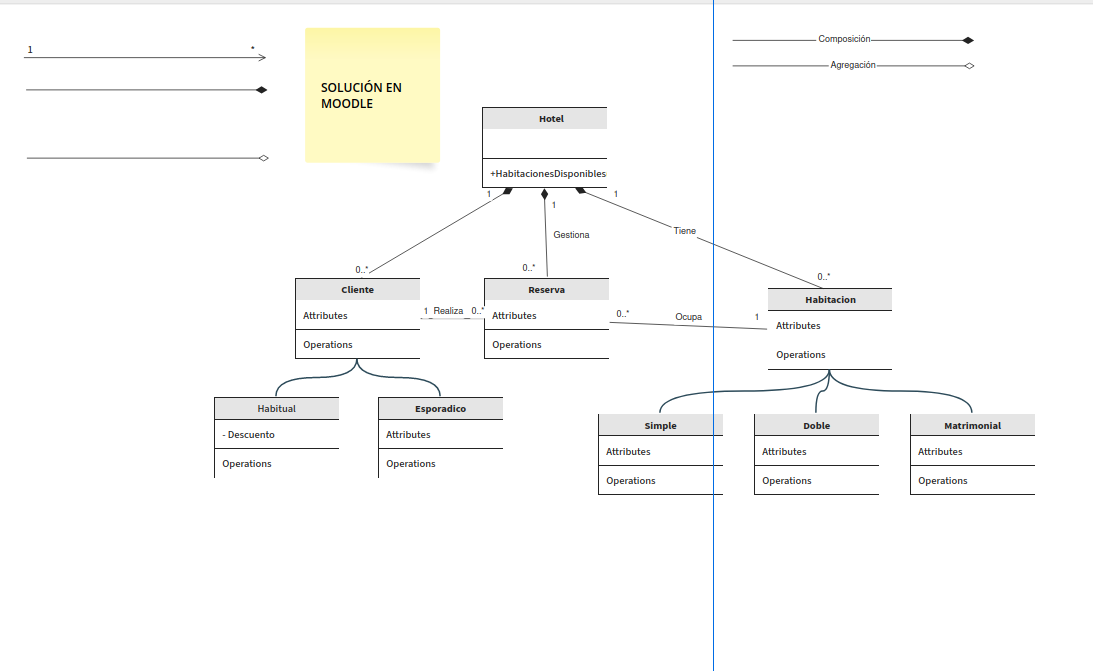 1 *
SOLUCIÓN EN
MOODLE
Composición
Agregación
Hotel
+HabitacionesDisponibles
1
1
1
Gestiona
Tiene
0..*
0..*
0..*
Cliente
Attributes
Operations
1 Realiza 0..*
Reserva
Attributes
Operations
0..* Ocupa 1
Habitacion
Attributes
Operations
Habitual
- Descuento
Operations
Esporadico
Attributes
Operations
Simple
Attributes
Operations
Doble
Attributes
Operations
Matrimonial
Attributes
Operations